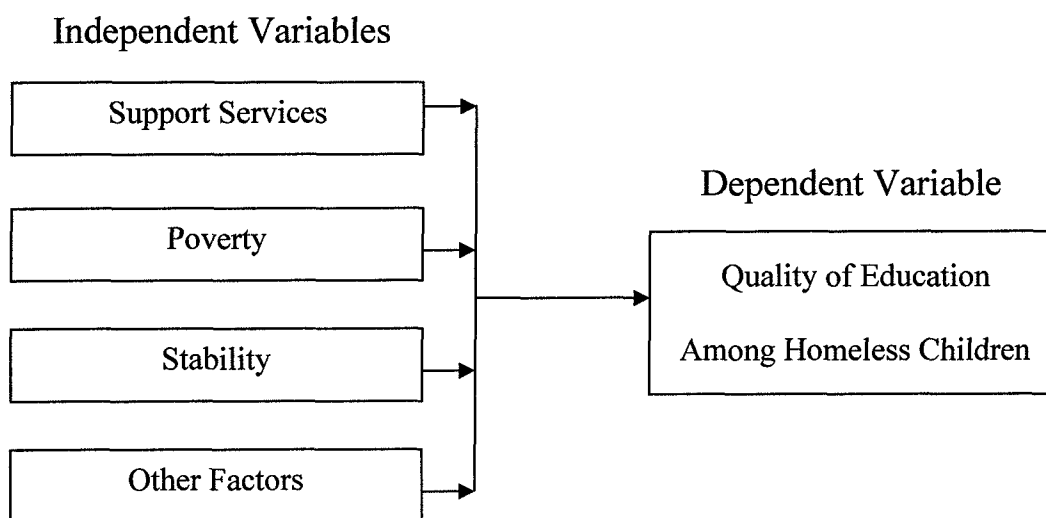 Independent Variables
Support Services
Poverty
Stability
Other Factors
Dependent Variable
Quality of Education
Among Homeless Children